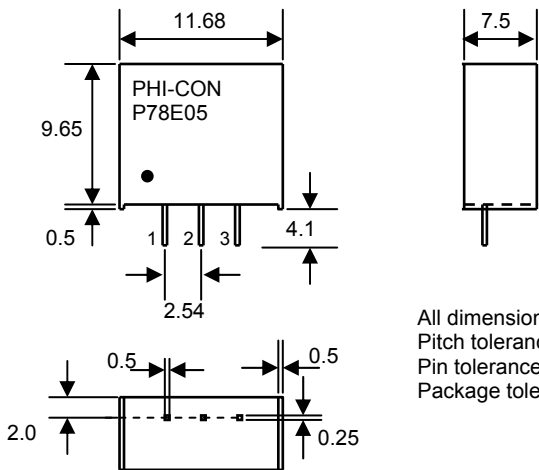 11.68
7.5
PHI-CON
P78E05
9.65
0.5
1 2 3
4.1
2.54
All dimension
Pitch toleranc
Pin tolerance
Package tole
0.5
0.5
2.0
0.25